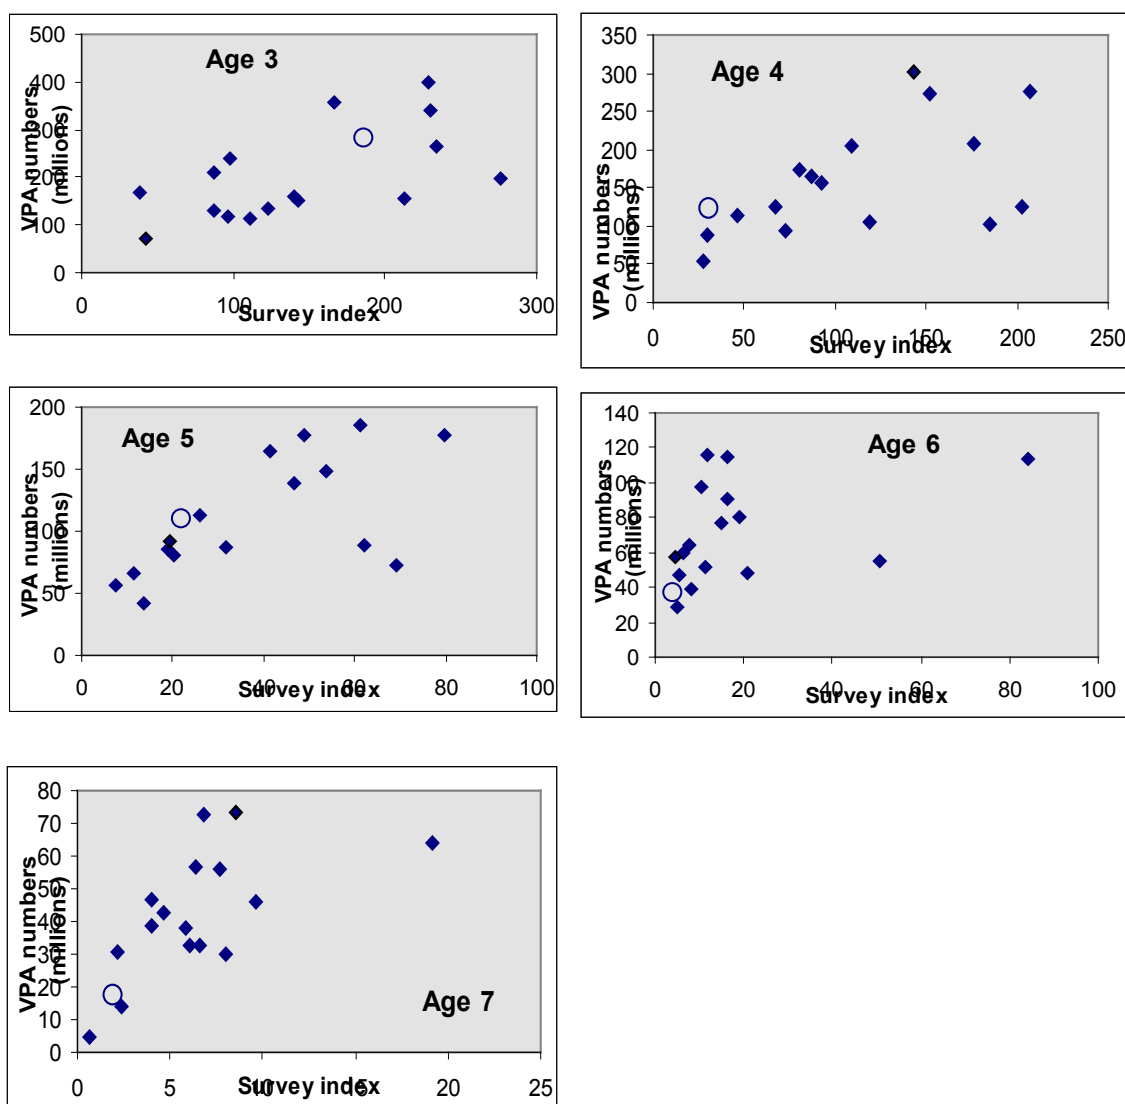 Age 3
VPA numbers
(millions)
500
400
300
200
100
0
0 100 200 300
Survey index
Age 4
VPA numbers
(millions)
350
300
250
200
150
100
50
0
0 50 100 150 200 250
Survey index
Age 5
VPA numbers
(millions)
200
150
100
50
0
0 20 40 60 80 100
Survey index
Age 6
VPA numbers
(millions)
140
120
100
80
60
40
20
0
0 20 40 60 80 100
Survey index
Age 7
VPA numbers
(millions)
80
70
60
50
40
30
20
10
0
0 5 10 15 20 25
Survey index